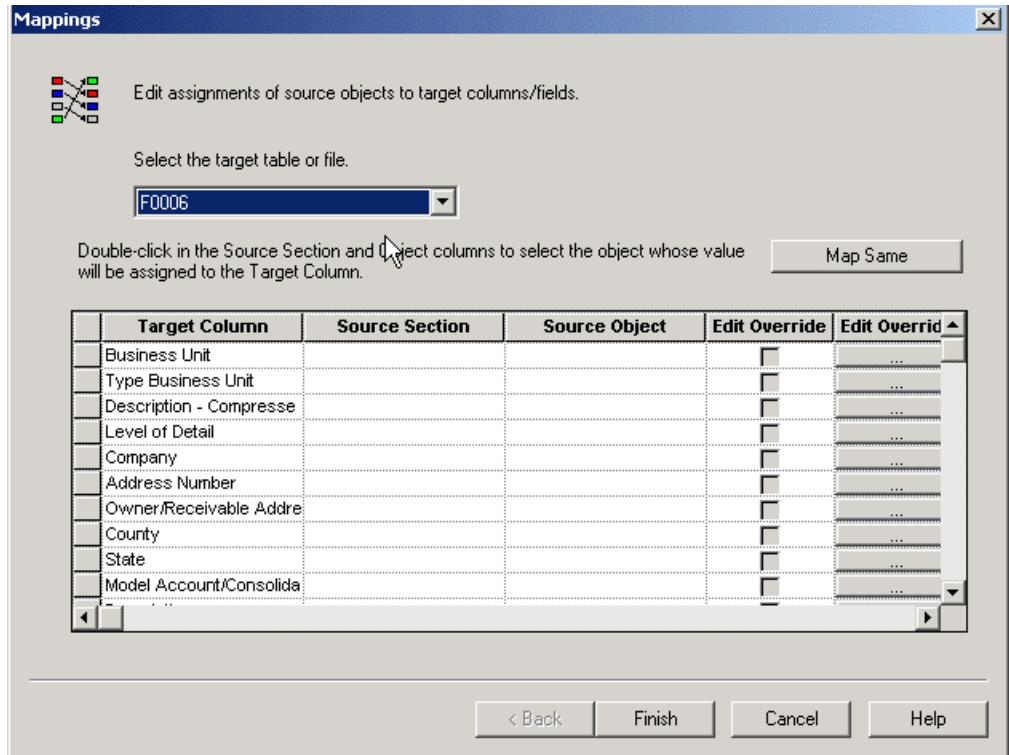 Mappings
Edit assignments of source objects to target columns/fields.
Select the target table or file.
F0006
Double-click in the Source Section and Object columns to select the object whose value
will be assigned to the Target Column.
Map Same
Target Column Source Section Source Object Edit Override Edit Overrid
Business Unit ...
Type Business Unit ...
Description - Compresse ...
Level of Detail ...
Company ...
Address Number ...
Owner/Receivable Addre ...
County ...
State ...
Model Account/Consolida ...
< Back Finish Cancel Help